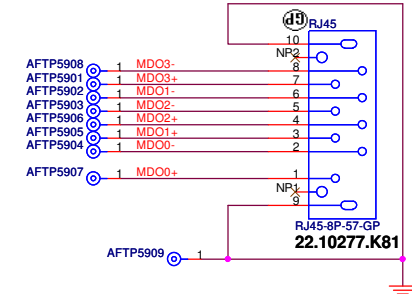 GP
RJ45
10
NP2
AFTP5908 1 MDO3- 8
AFTP5901 1 MDO3+ 7
AFTP5902 1 MDO1- 6
AFTP5903 1 MDO2- 5
AFTP5906 1 MDO2+ 4
AFTP5905 1 MDO1+ 3
AFTP5904 1 MDO0- 2
AFTP5907 1 MDO0+ 1
NP1
9
RJ45-8P-57-GP
22.10277.K81
AFTP5909 1